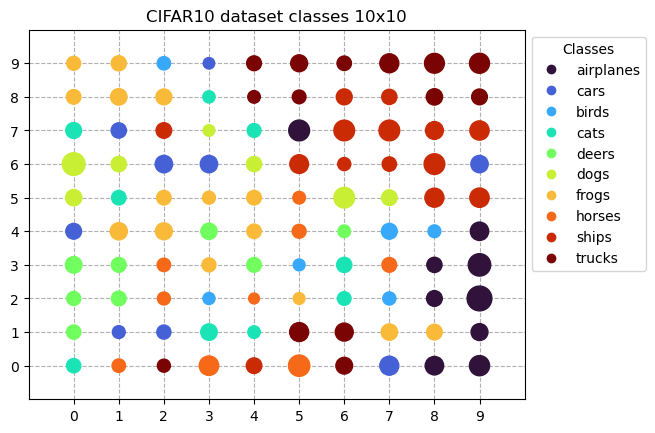 CIFAR10 dataset classes 10x10
9
8
7
6
5
4
3
2
1
0
0 1 2 3 4 5 6 7 8 9
Classes
airplanes
cars
birds
cats
deers
dogs
frogs
horses
ships
trucks